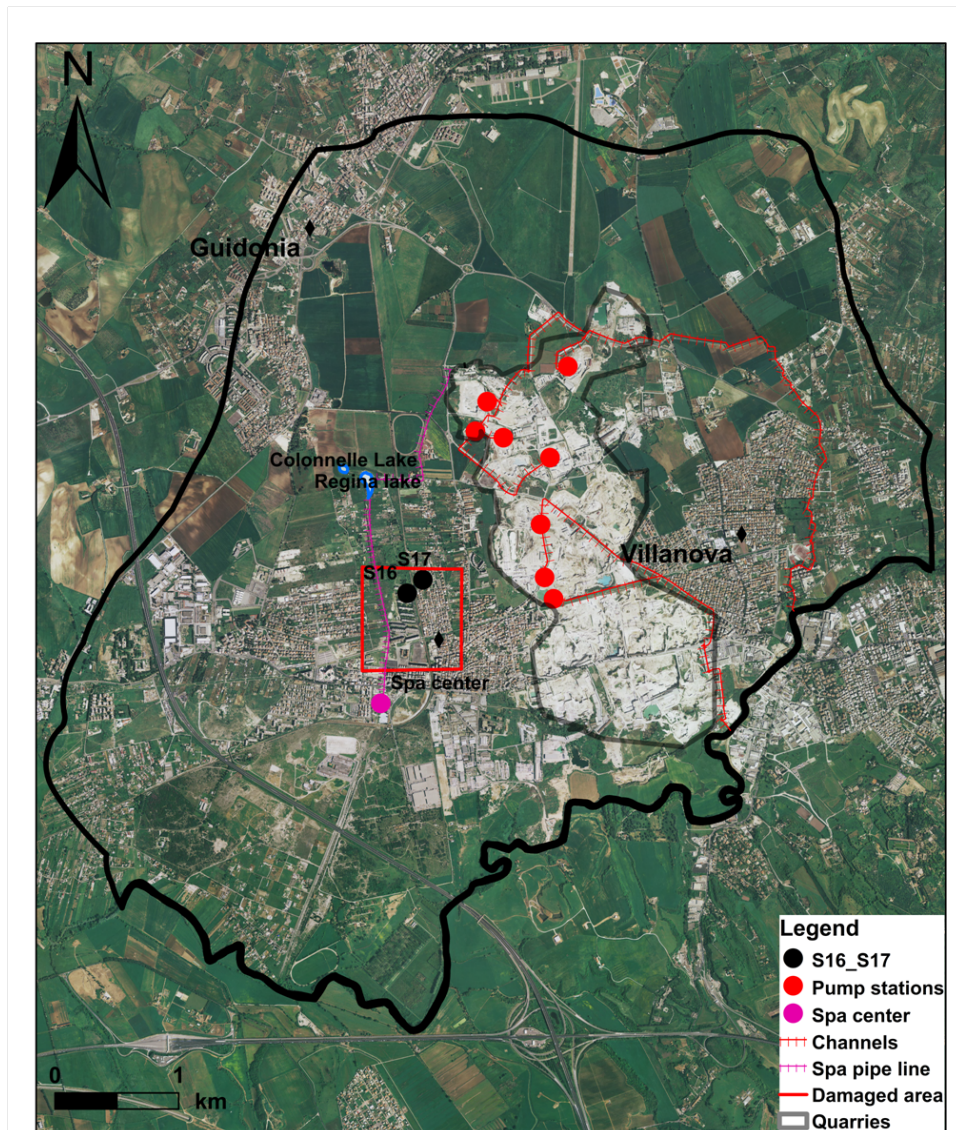 N
Guidonia
Colonnelle Lake
Regina lake
Villanova
S17
S16
Spa center
Legend
S16_S17
Pump stations
Spa center
Channels
Spa pipe line
Damaged area
Quarries
0 1
km